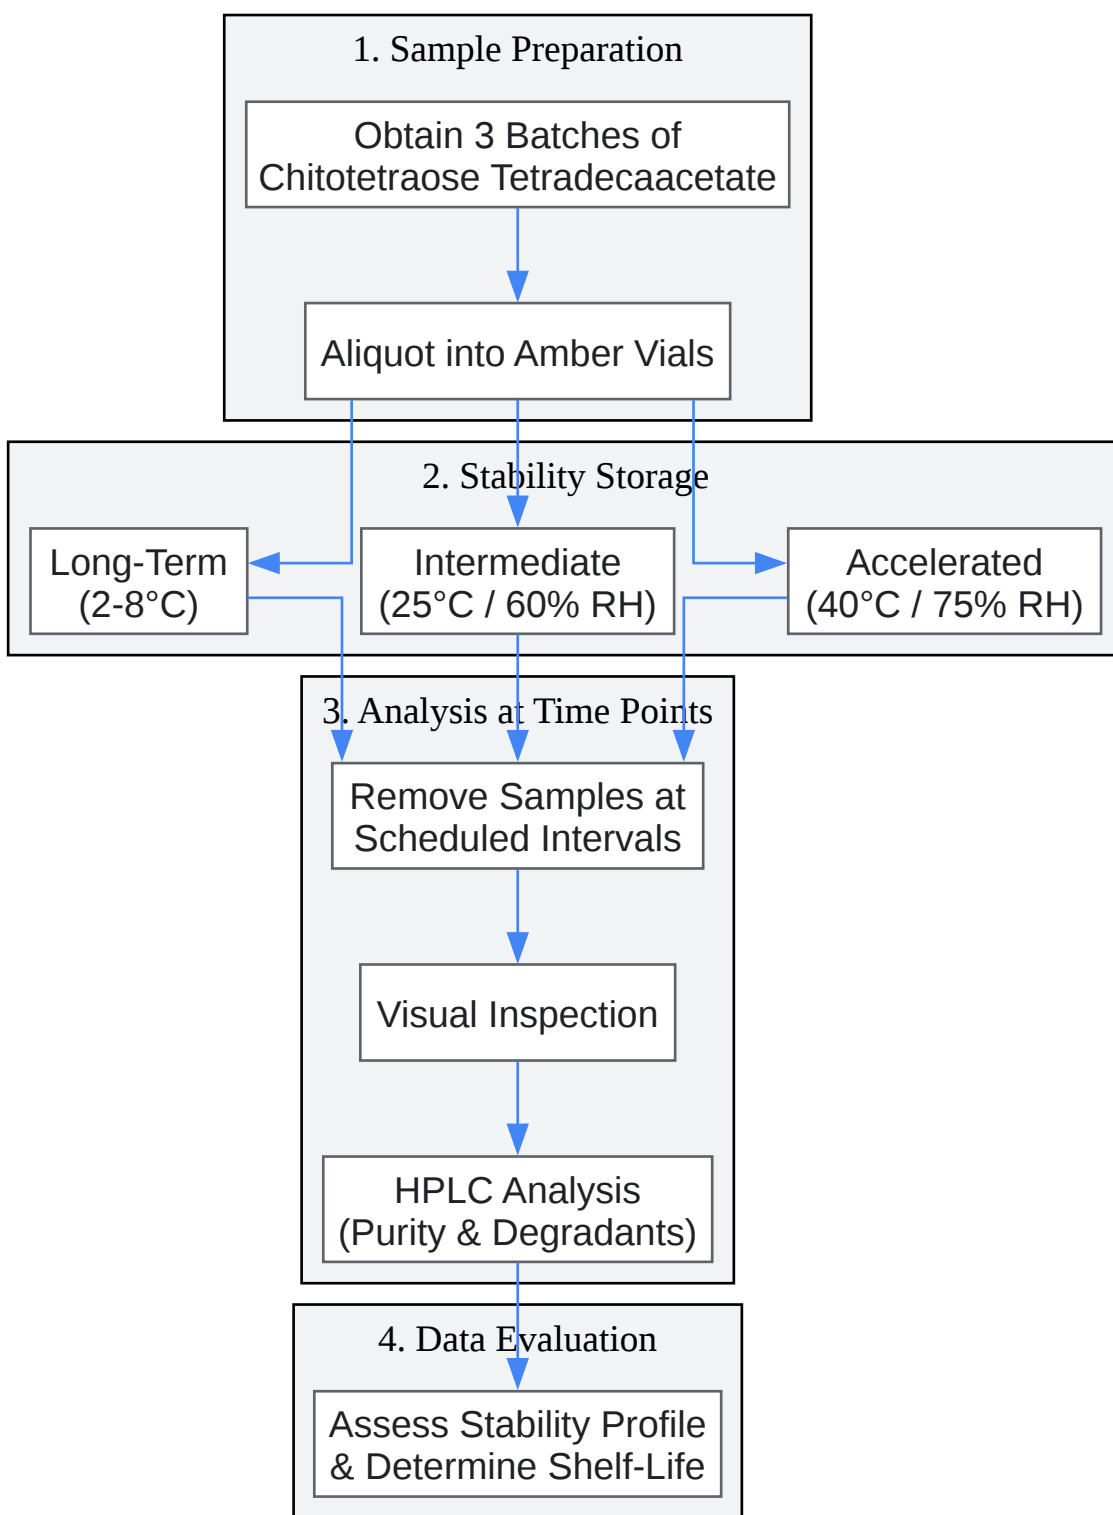 1. Sample Preparation
Obtain 3 Batches of
Chitotetraose Tetradecaacetate
Aliquot into Amber Vials
2. Stability Storage
Long-Term
(2-8°C)
Intermediate
(25°C / 60% RH)
Accelerated
(40°C / 75% RH)
3. Analysis at Time Points
Remove Samples at
Scheduled Intervals
Visual Inspection
HPLC Analysis
(Purity & Degradants)
4. Data Evaluation
Assess Stability Profile
& Determine Shelf-Life